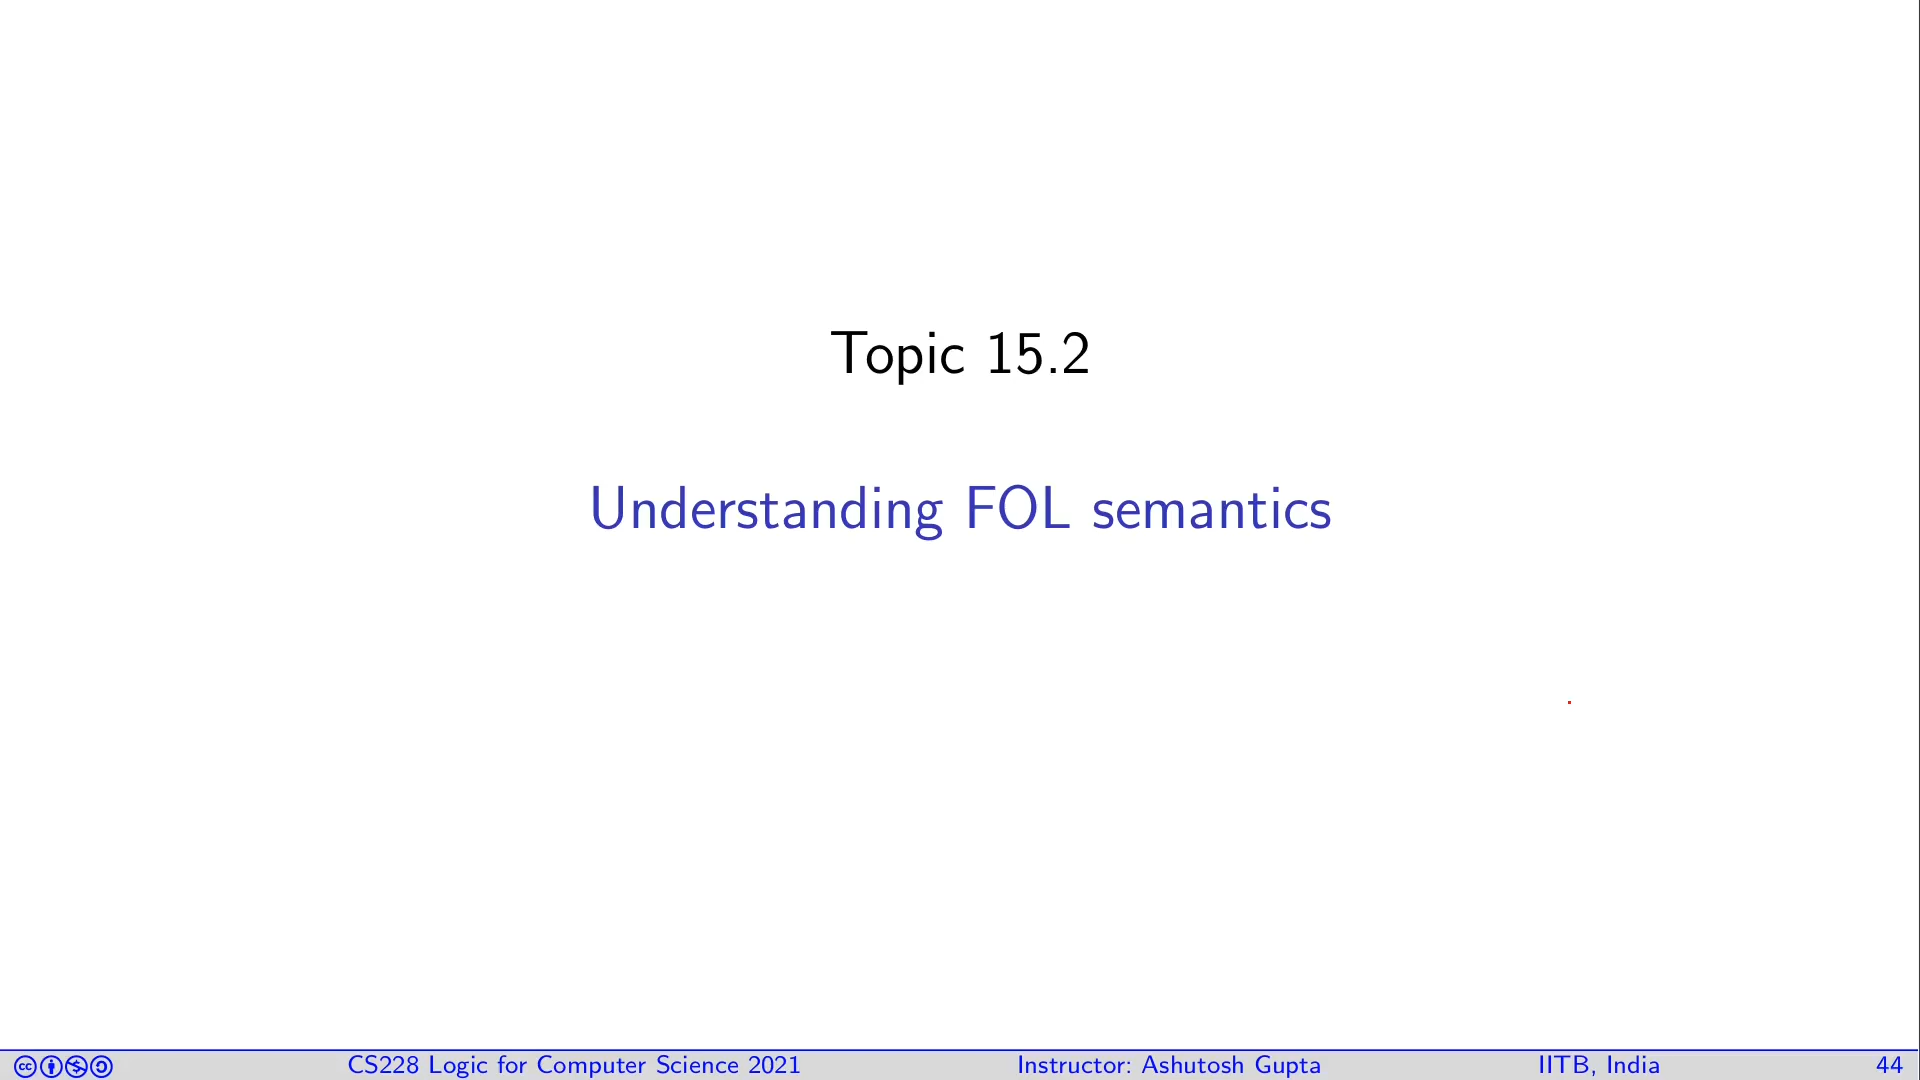 Topic 15.2
Understanding FOL semantics
CS228 Logic for Computer Science 2021 Instructor: Ashutosh Gupta IITB, India 44